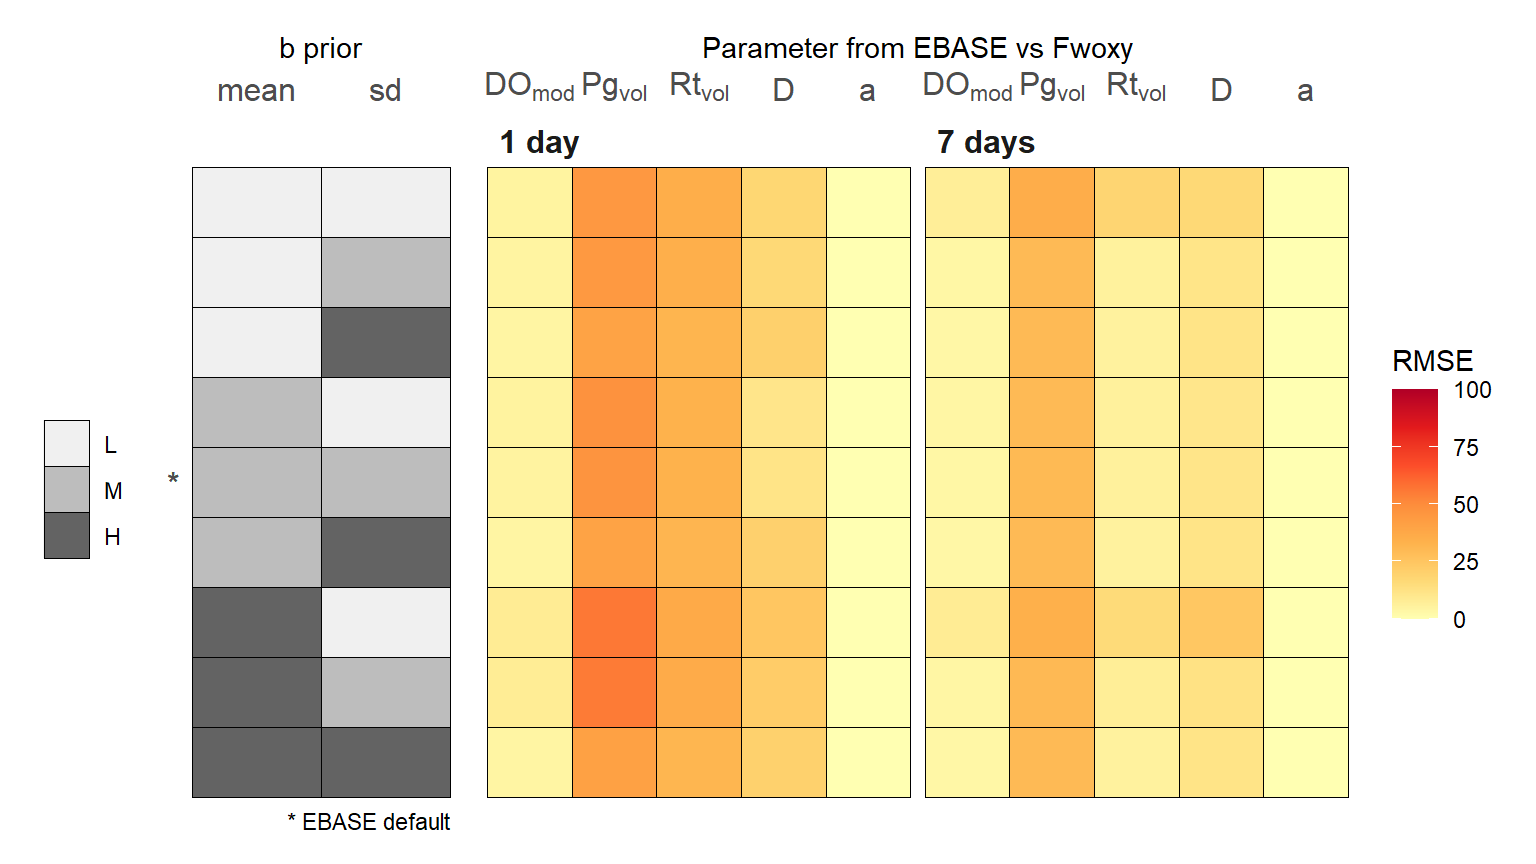 b prior
Parameter from EBASE vs Fwoxy
mean sd
DOmod Pgvol Rtvol D a
DOmod Pgvol Rtvol D a
1 day
7 days
L
M
H
*
RMSE
100
75
50
25
0
* EBASE default